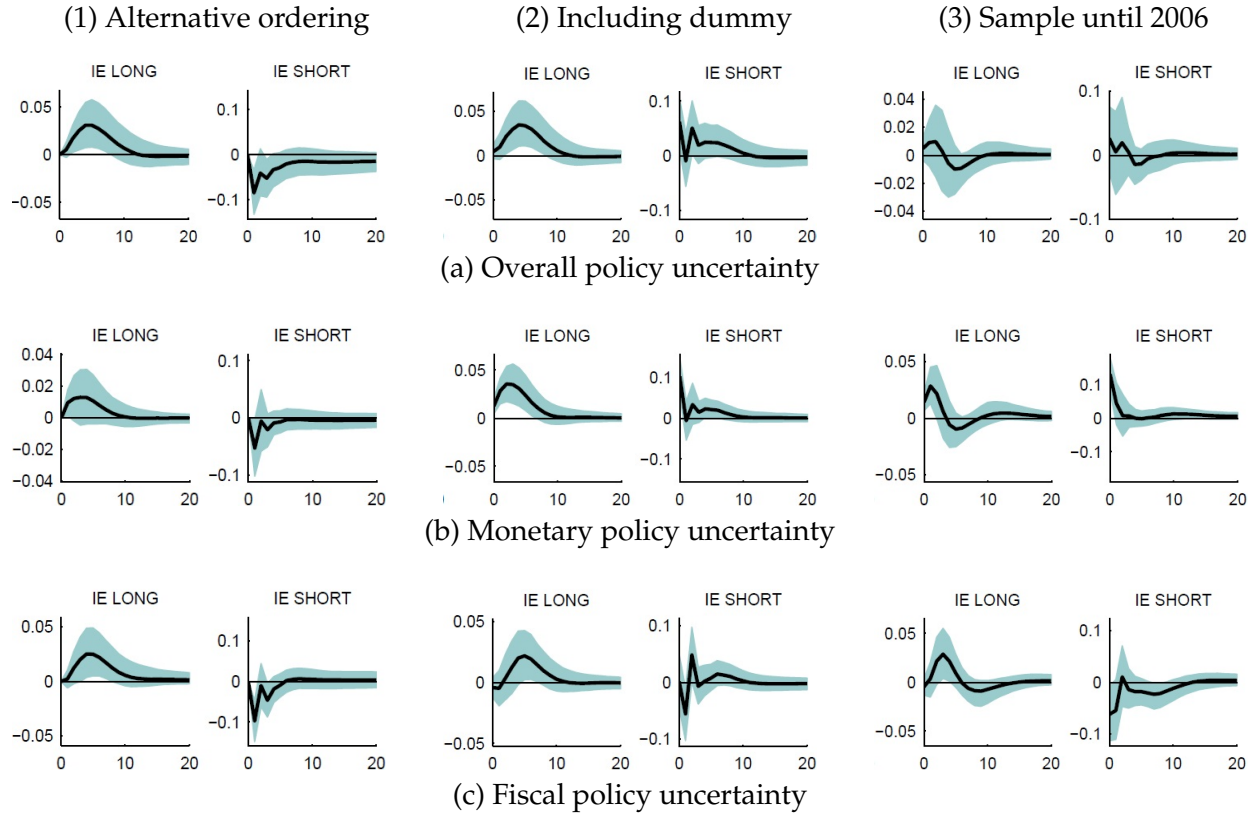 (1) Alternative ordering (2) Including dummy (3) Sample until 2006
IE LONG IE SHORT IE LONG IE SHORT IE LONG IE SHORT
0.05 0.1 0.05 0.1 0.04 0.1
0.02
0 0 0 0 0 0
−0.02
−0.05 −0.1 −0.05 −0.1 −0.04 −0.1
0 10 20 0 10 20 0 10 20 0 10 20 0 10 20 0 10 20
(a) Overall policy uncertainty
IE LONG IE SHORT IE LONG IE SHORT IE LONG IE SHORT
0.04 0.1 0.05 0.1 0.05 0.1
0.02
0 0 0 0 0 0
−0.02
−0.04 −0.1 −0.05 −0.1 −0.05 −0.1
0 10 20 0 10 20 0 10 20 0 10 20 0 10 20 0 10 20
(b) Monetary policy uncertainty
IE LONG IE SHORT IE LONG IE SHORT IE LONG IE SHORT
0.05 0.1 0.05 0.1 0.05 0.1
0 0 0 0 0 0
−0.05 −0.1 −0.05 −0.1 −0.05 −0.1
0 10 20 0 10 20 0 10 20 0 10 20 0 10 20 0 10 20
(c) Fiscal policy uncertainty